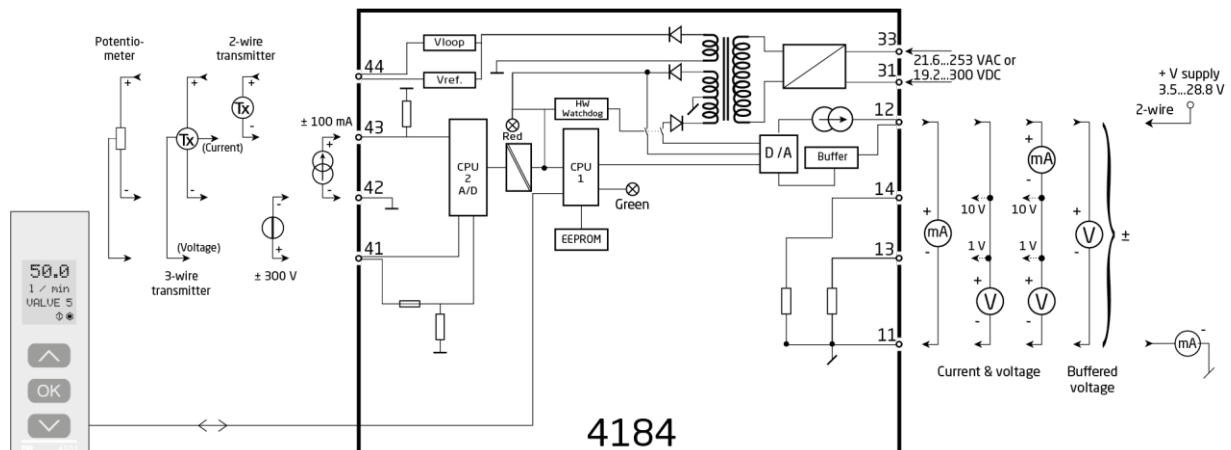 Potentio-
meter
2-wire
transmitter
+
+
+
Tx
-
Tx
(Current)
-
-
(Voltage)
3-wire
transmitter
-
+
± 300 V
± 100 mA
+
-
44
43
42
41
Vloop
Vref.
HW
Watchdog
Red
CPU
2
A/D
CPU
1
Green
EEPROM
D / A
Buffer
33
31
12
14
13
11
21.6...253 VAC or
19.2...300 VDC
+ V supply
3.5...28.8 V
2-wire
+
mA
-
10 V
1 V
+
V
-
+
mA
-
10 V
1 V
+
V
-
+
V
-
±
mA
-
Current & voltage
Buffered
voltage
50.0
l / min
VALVE 5
OK
4184